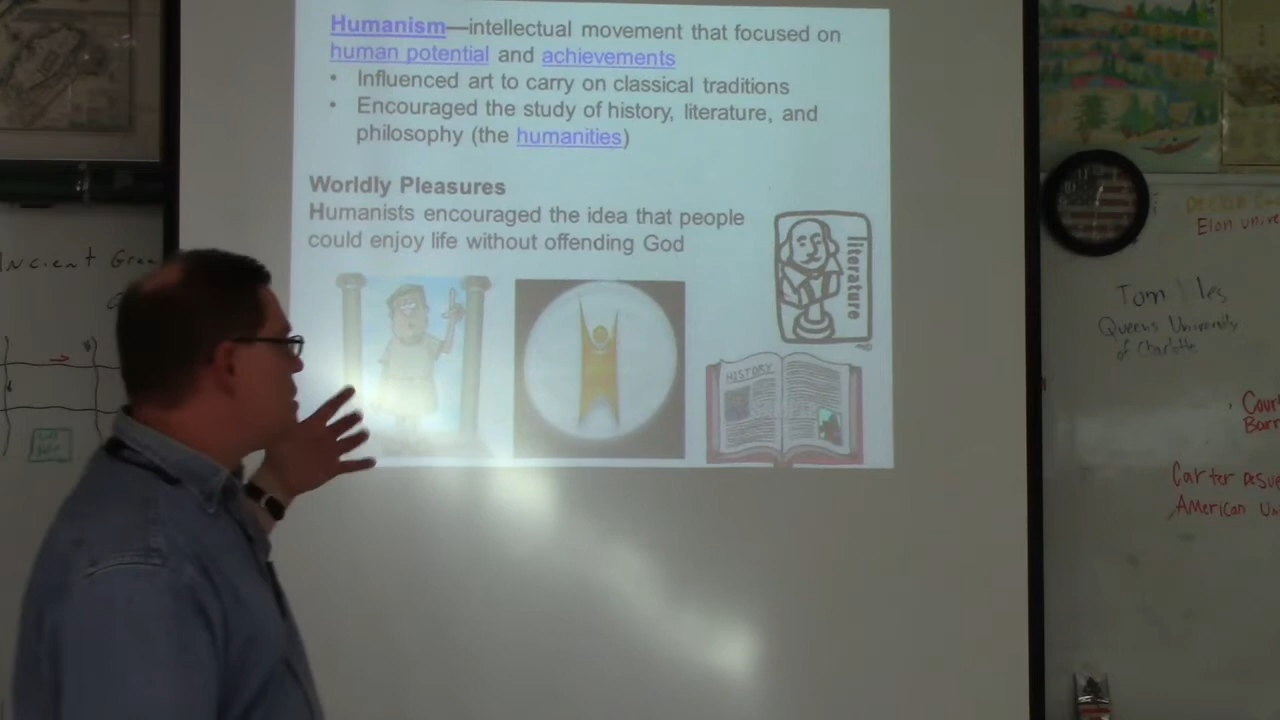 Humanism—intellectual movement that focused on
human potential and achievements
• Influenced art to carry on classical traditions
• Encouraged the study of history, literature, and
philosophy (the humanities)
Worldly Pleasures
Humanists encouraged the idea that people
could enjoy life without offending God
literature
HISTORY
Ancient
Elon
Tom
Queens University
of Charlotte
Carter
American